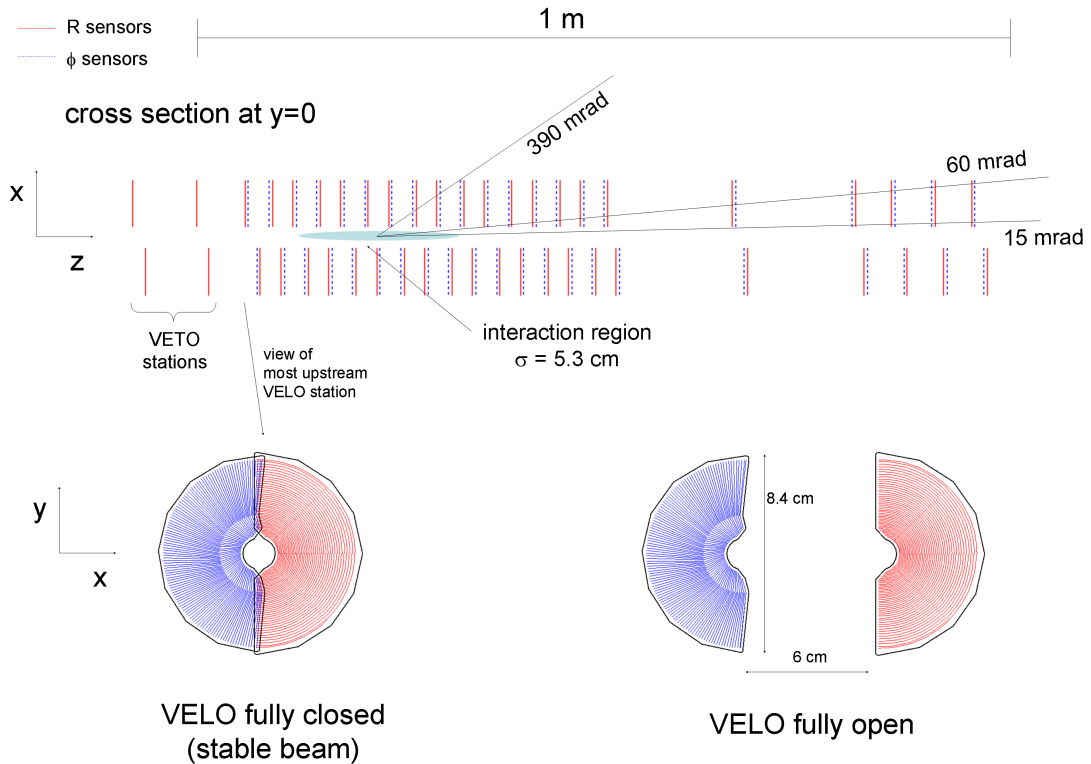 R sensors
ϕ sensors
1 m
cross section at y=0
390 mrad
60 mrad
15 mrad
x
z
VETO
stations
interaction region
σ = 5.3 cm
view of
most upstream
VELO station
y
x
8.4 cm
6 cm
VELO fully closed
(stable beam)
VELO fully open